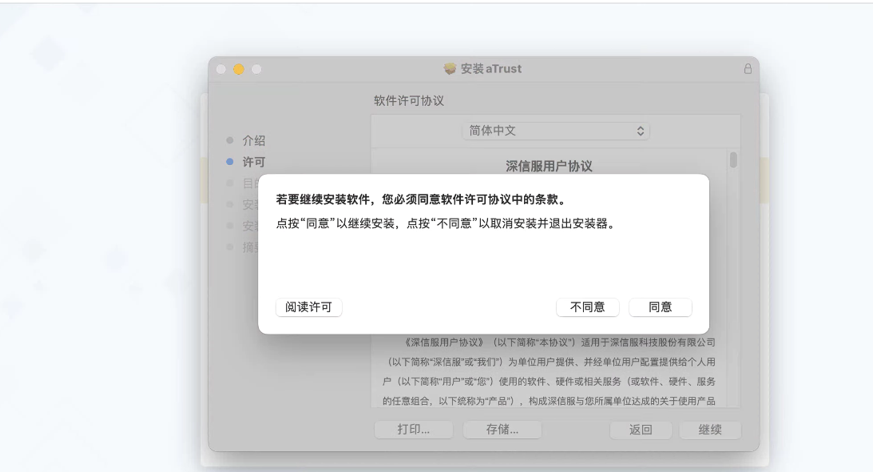 安装aTrust
软件许可协议
简体中文
介绍
许可
深信服用户协议
若要继续安装软件，您必须同意软件许可协议中的条款。
点按“同意”以继续安装，点按“不同意”以取消安装并退出安装器。
阅读许可
不同意
同意
《深信服用户协议》（以下简称“本协议”）适用于深信服科技股份有限公司
（以下简称“深信服”或“我们”）为单位用户提供、并经单位用户配置提供给个人用
户（以下简称“用户”或“您”）使用的软件、硬件或相关服务（或软件、硬件、服务
的任意组合，以下统称为“产品”），构成深信服与您所属单位达成的关于使用产品
打印...
存储...
返回
继续